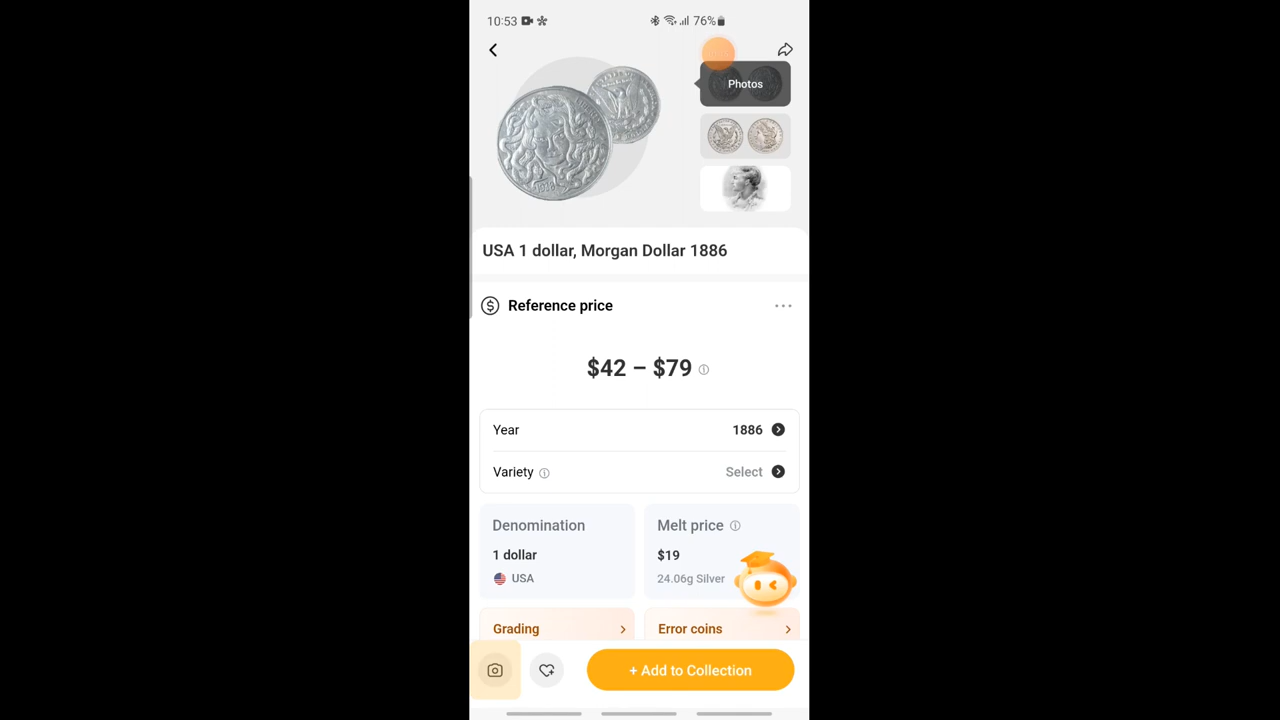 10:53
76%
Photos
USA 1 dollar, Morgan Dollar 1886
Reference price
$42 – $79
Year 1886
Variety Select
Denomination
1 dollar
USA
Melt price
$19
24.06g Silver
Grading
Error coins
+ Add to Collection